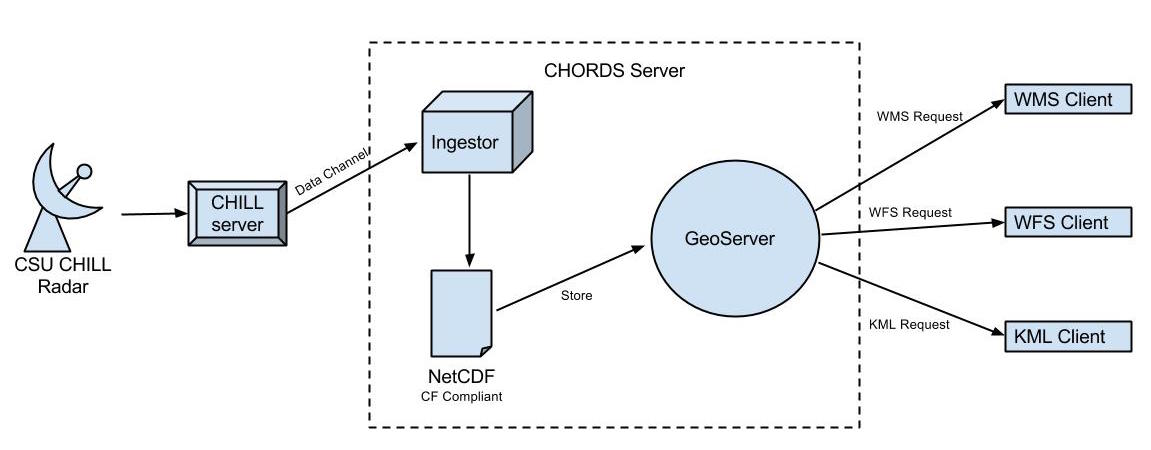 CHORDS Server
CSU CHILL
Radar
CHILL
server
Data Channel
Ingestor
NetCDF
CF Compliant
Store
GeoServer
WMS Request
WFS Request
KML Request
WMS Client
WFS Client
KML Client